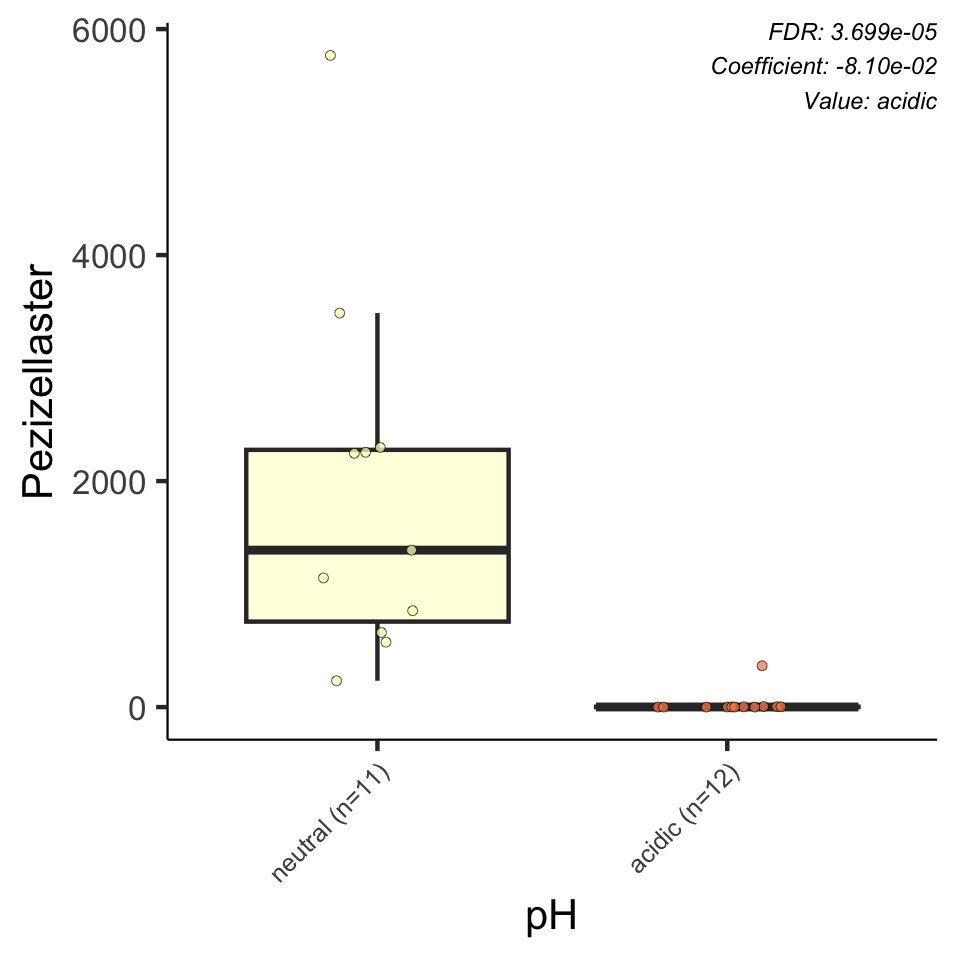 FDR: 3.699e-05
Coefficient: -8.10e-02
Value: acidic
Pezizellaster
6000
4000
2000
0
neutral (n=11)
acidic (n=12)
pH